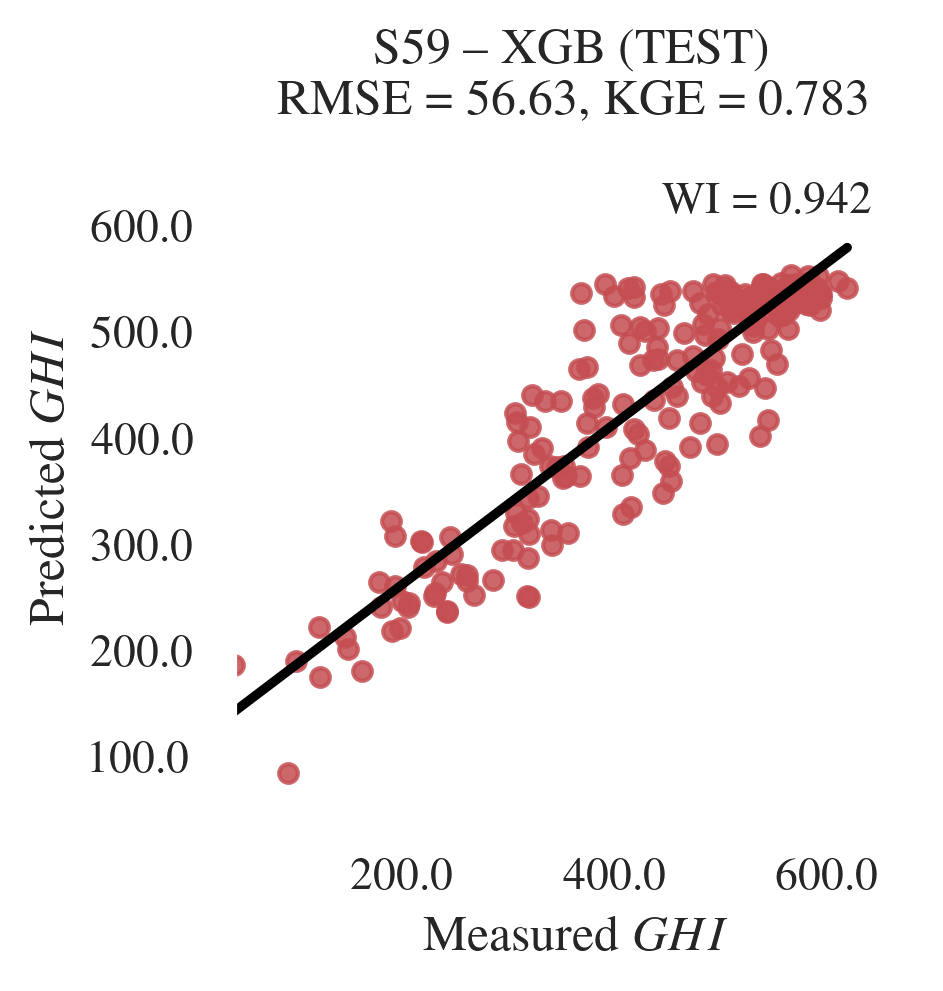 S59 – XGB (TEST)
RMSE = 56.63, KGE = 0.783
WI = 0.942
600.0
500.0
400.0
300.0
200.0
100.0
Predicted GHI
200.0 400.0 600.0
Measured GHI